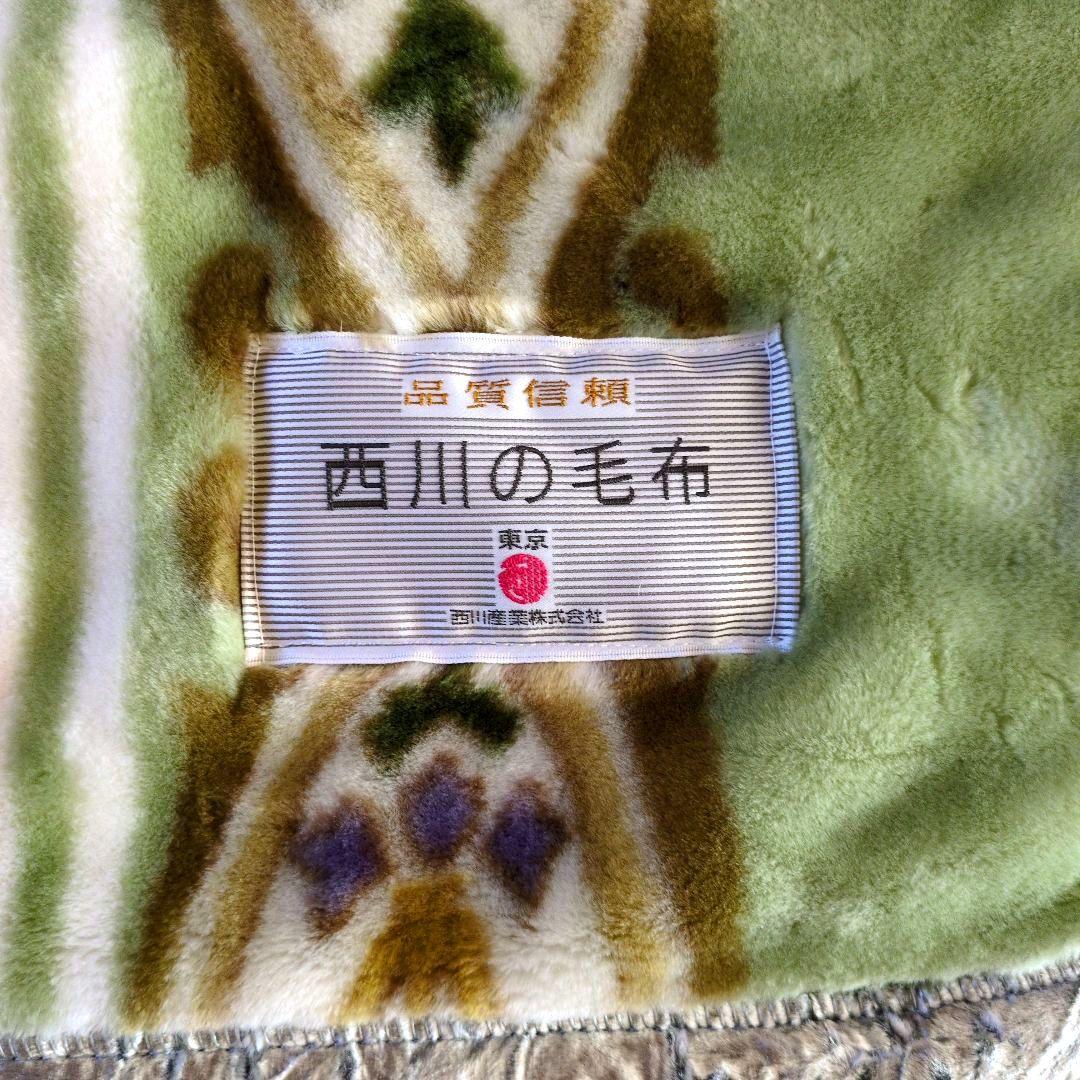 品質信頼
西川の毛布
東京
西川産業株式会社